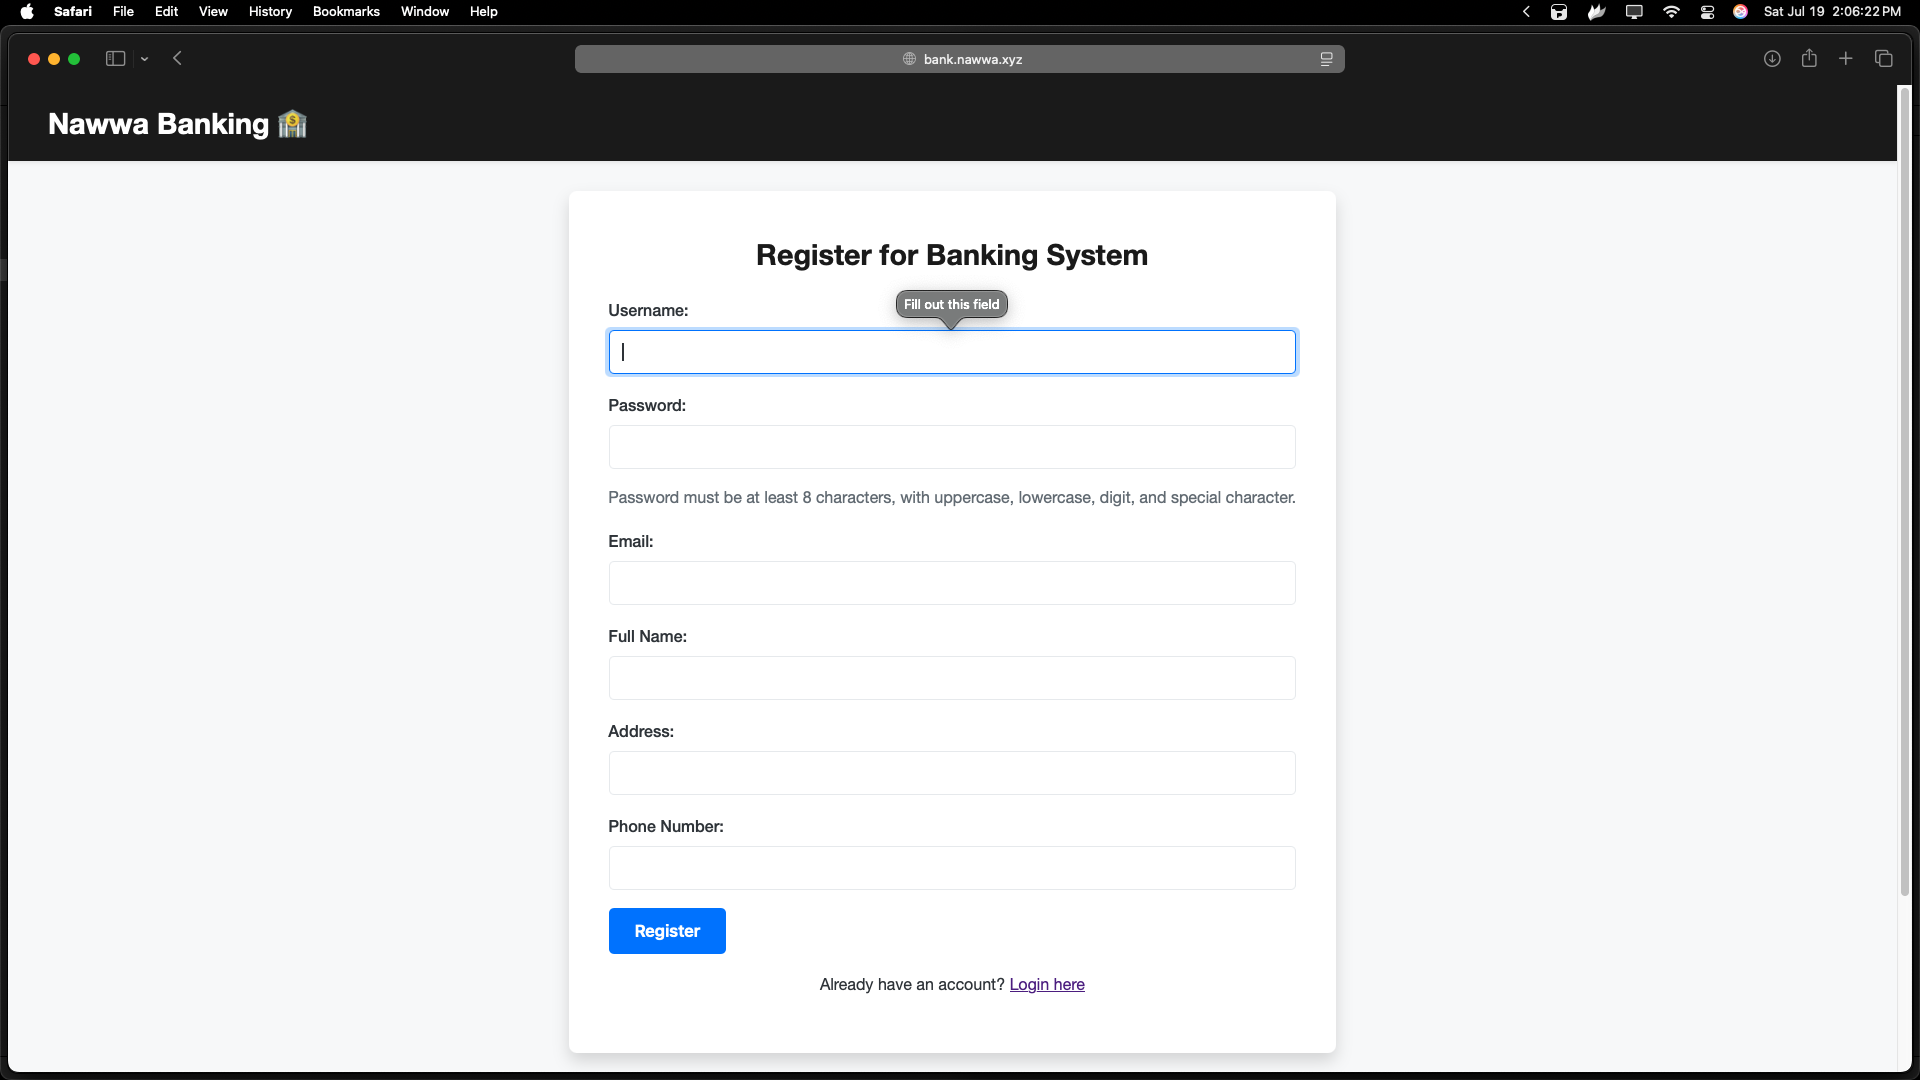 Safari File Edit View History Bookmarks Window Help Sat Jul 19 2:06:22 PM
bank.nawwa.xyz
Nawwa Banking
Register for Banking System
Fill out this field
Username:
Password:
Password must be at least 8 characters, with uppercase, lowercase, digit, and special character.
Email:
Full Name:
Address:
Phone Number:
Register
Already have an account? Login here